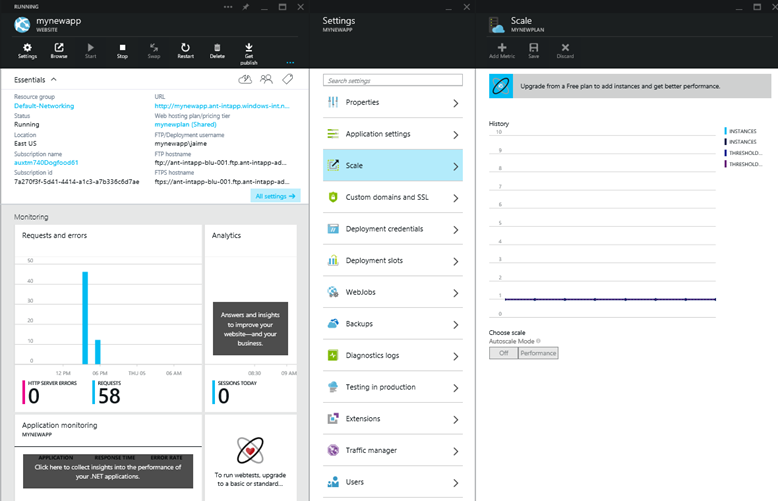 RUNNING
mynewapp
WEBSITE
Settings
Browse
Start
Stop
Swap
Restart
Delete
Get publish
Essentials
Resource group
Default-Networking
Status
Running
Location
East US
Subscription name
auxtm740Dogfood61
Subscription id
7a270f3f-5d41-4414-a1c3-a7b336c6d7ae
URL
http://mynewapp.ant-intapp.windows-int.n...
Web hosting plan/pricing tier
mynewplan (Shared)
FTP/Deployment username
mynewapp\jaime
FTP hostname
ftp://ant-intapp-blu-001.ftp.ant-intapp-ad...
FTPS hostname
ftps://ant-intapp-blu-001.ftp.ant-intapp-ad...
All settings
Monitoring
Requests and errors
50
40
30
20
10
0
12 PM
06 PM
THU 05
06 AM
HTTP SERVER ERRORS
0
REQUESTS
58
Analytics
Answers and insights
to improve your
website—and your
business.
08:30
09 AM
SESSIONS TODAY
0
Application monitoring
MYNEWAPP
APPLICATION
RESPONSE TIME
ERROR RATE
Click here to collect insights into the performance of
your .NET applications.
To run webtests, upgrade
to a basic or standard...
Settings
MYNEWAPP
Search settings
Properties
Application settings
Scale
Custom domains and SSL
Deployment credentials
Deployment slots
WebJobs
Backups
Diagnostics logs
Testing in production
Extensions
Traffic manager
Users
Scale
MYNEWPLAN
Add Metric
Save
Discard
Upgrade from a Free plan to add instances and get better performance.
History
10
9
8
7
6
5
4
3
2
1
0
INSTANCES
INSTANCES
THRESHOLD...
THRESHOLD...
Choose scale
Autoscale Mode
Off
Performance